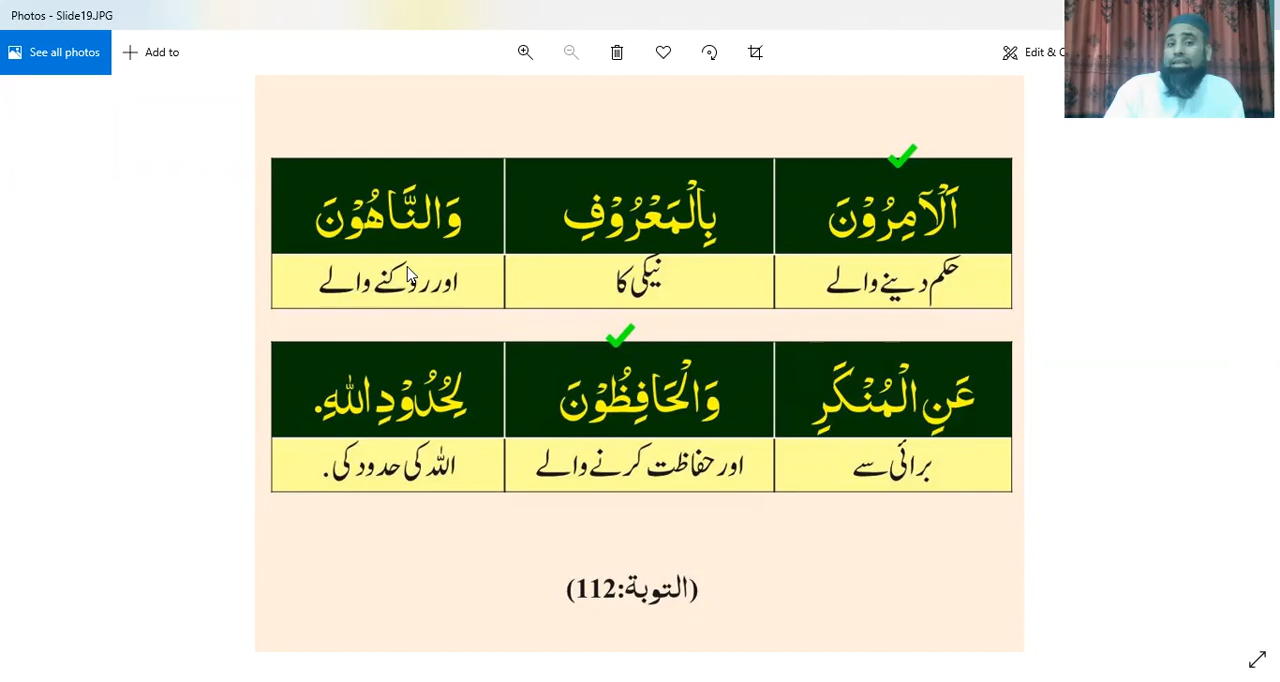 Photos - Slide19.JPG
See all photos
Add to
Edit & C
اَلْآمِرُوْنَ بِالْمَعْرُوْفِ وَالنَّاهُوْنَ
حکم دینے والے نیکی کا اور روکنے والے
عَنِ الْمُنْكَرِ وَالْحَافِظُوْنَ لِحُدُوْدِ اللّٰهِ.
برائی سے اور حفاظت کرنے والے اللہ کی حدود کی.
(التوبة:112)